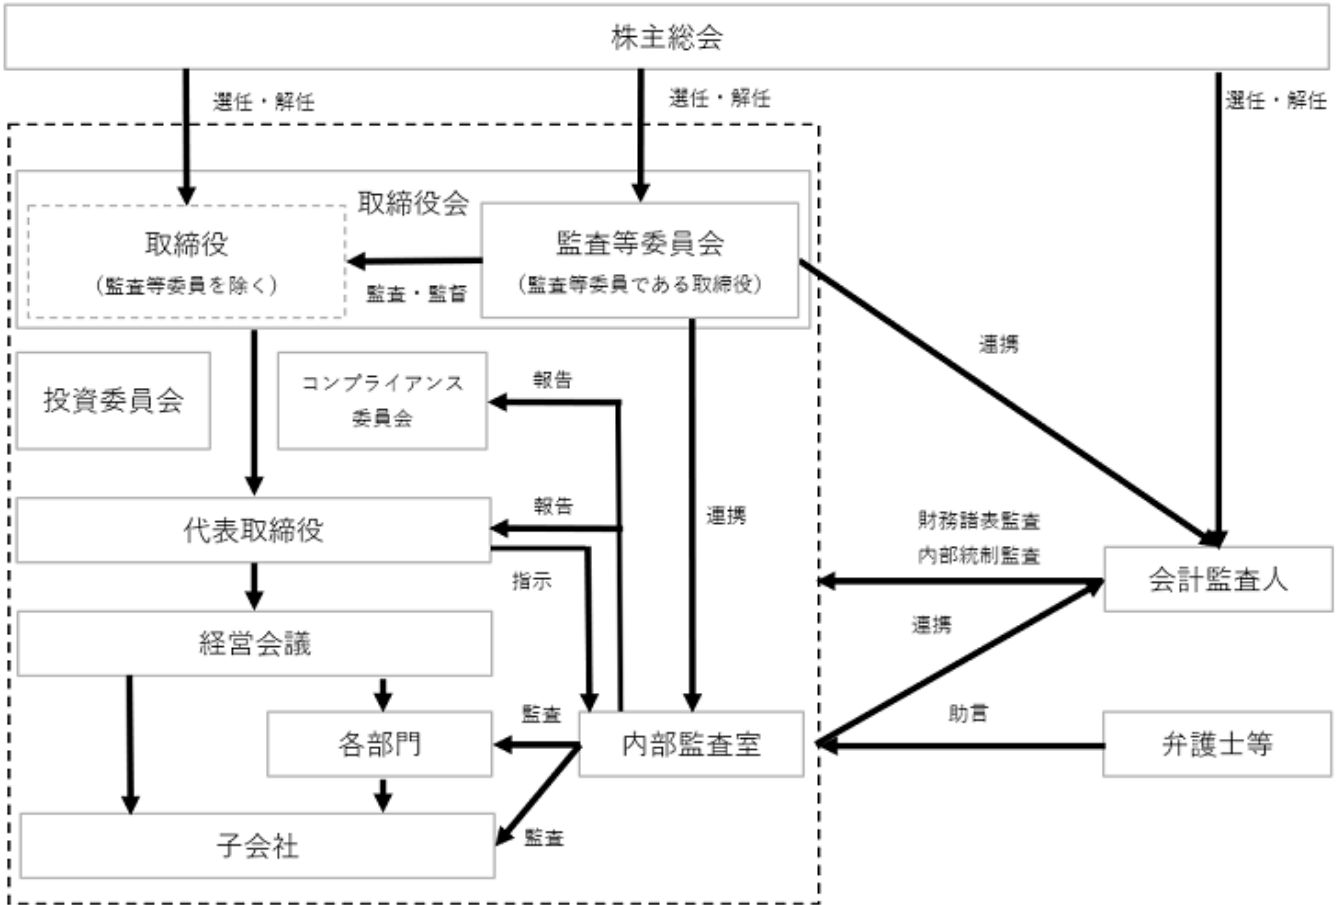 株主総会
選任・解任
選任・解任
選任・解任
取締役会
取締役
（監査等委員を除く）
監査・監督
監査等委員会
（監査等委員である取締役）
連携
投資委員会
コンプライアンス
委員会
報告
代表取締役
報告
指示
連携
財務諸表監査
内部統制監査
会計監査人
連携
経営会議
各部門
監査
内部監査室
助言
弁護士等
子会社
監査